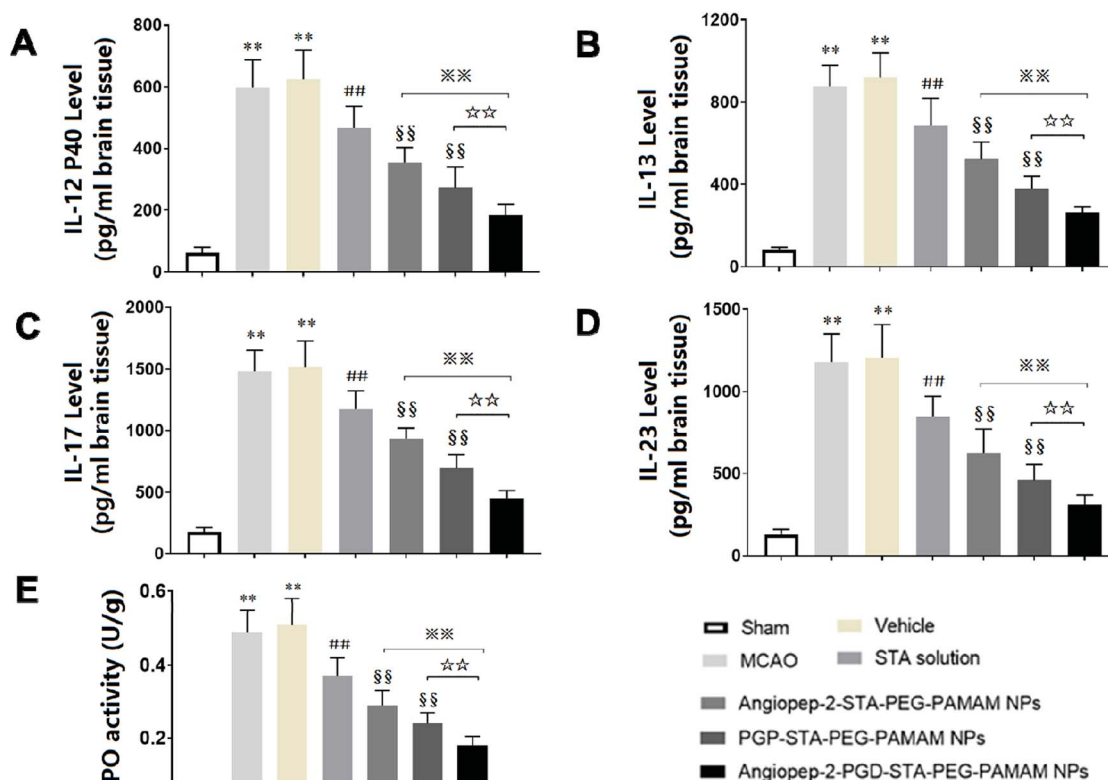 A
IL-12 P40 Level
(pg/ml brain tissue)
800
600
400
200
0
**
**
##
§§
§§
※※
☆☆
B
IL-13 Level
(pg/ml brain tissue)
1200
800
400
0
**
**
##
§§
§§
※※
☆☆
C
IL-17 Level
(pg/ml brain tissue)
2000
1500
1000
500
0
**
**
##
§§
§§
※※
☆☆
D
IL-23 Level
(pg/ml brain tissue)
1500
1000
500
0
**
**
##
§§
§§
※※
☆☆
E
PO activity (U/g)
0.6
0.4
0.2
**
**
##
§§
§§
※※
☆☆
Sham
Vehicle
MCAO
STA solution
Angiopep-2-STA-PEG-PAMAM NPs
PGP-STA-PEG-PAMAM NPs
Angiopep-2-PGD-STA-PEG-PAMAM NPs